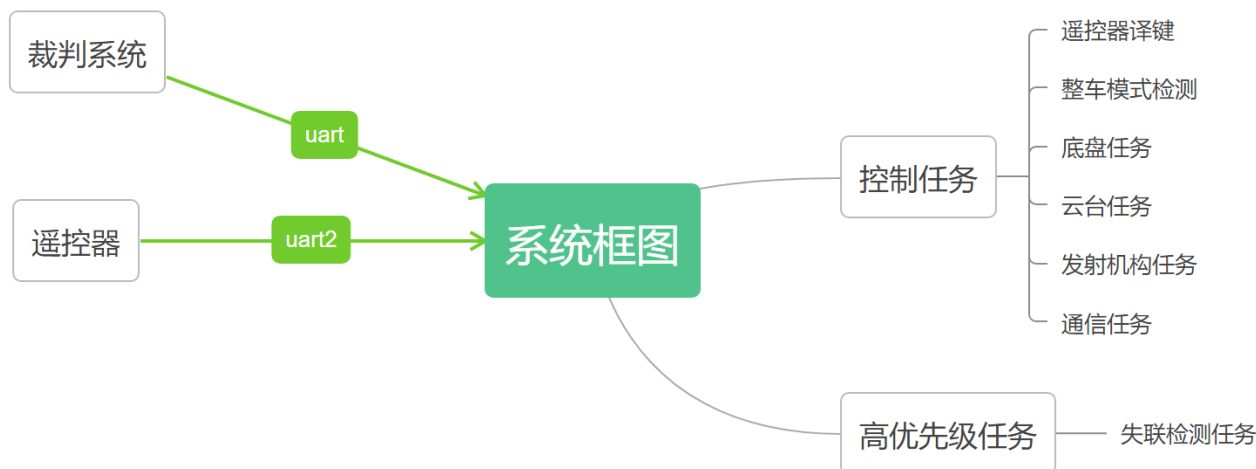 裁判系统
uart
遥控器
uart2
系统框图
控制任务
遥控器译键
整车模式检测
底盘任务
云台任务
发射机构任务
通信任务
高优先级任务
失联检测任务